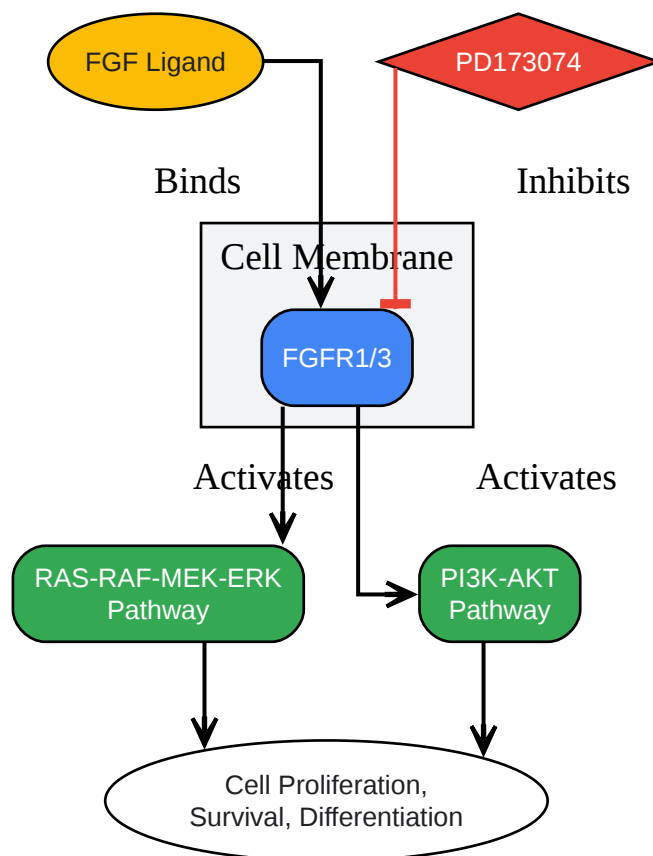 FGF Ligand
PD173074
Binds
Inhibits
Cell Membrane
FGFR1/3
Activates
Activates
RAS-RAF-MEK-ERK
Pathway
PI3K-AKT
Pathway
Cell Proliferation,
Survival, Differentiation